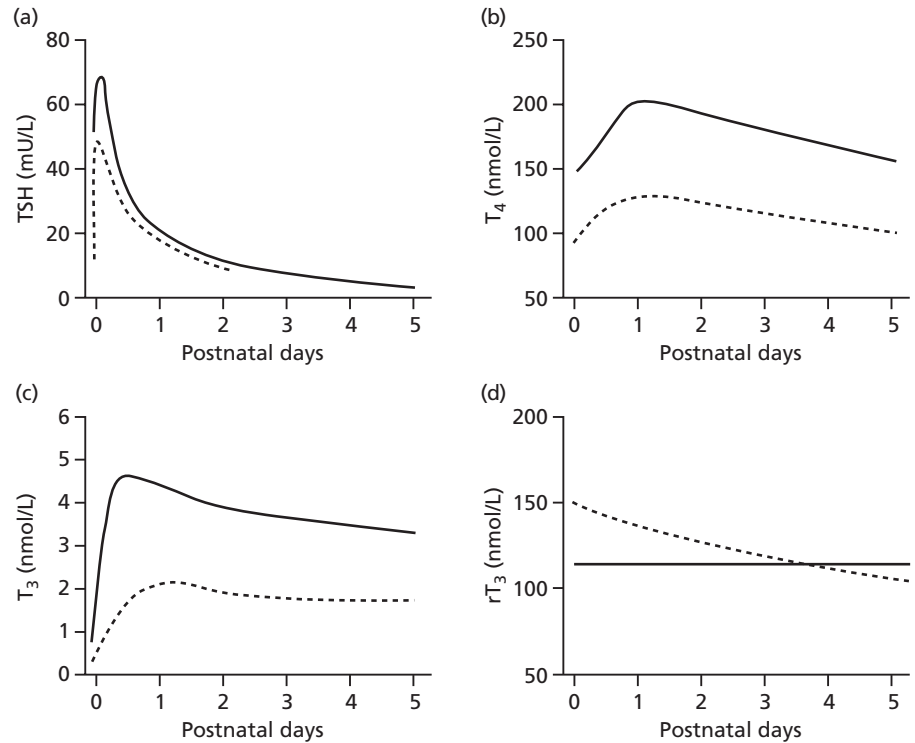 (a)
80
60
40
20
0
TSH (mU/L)
0 1 2 3 4 5
Postnatal days
(b)
250
200
150
100
50
T₄ (nmol/L)
0 1 2 3 4 5
Postnatal days
(c)
6
5
4
3
2
1
0
T₃ (nmol/L)
0 1 2 3 4 5
Postnatal days
(d)
200
150
100
50
rT₃ (nmol/L)
0 1 2 3 4 5
Postnatal days